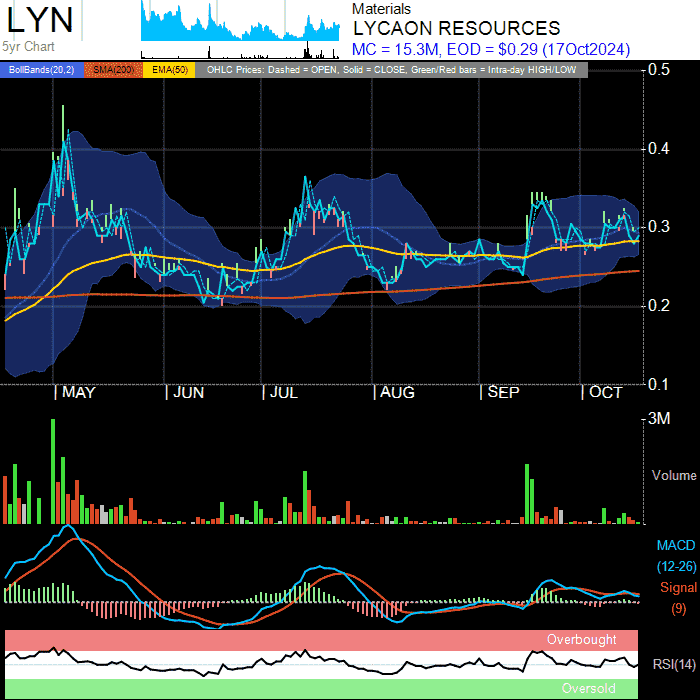 LYN
5yr Chart
Materials
LYCAON RESOURCES
MC = 15.3M, EOD = $0.29 (17Oct2024)
BollBands(20,2) SMA(200) EMA(50) OHLC Prices: Dashed = OPEN, Solid = CLOSE, Green/Red bars = Intra-day HIGH/LOW
0.5
0.4
0.3
0.2
0.1
| MAY | JUN | JUL | AUG | SEP | OCT
3M
Volume
MACD
(12-26)
Signal
(9)
Overbought
RSI(14)
Oversold